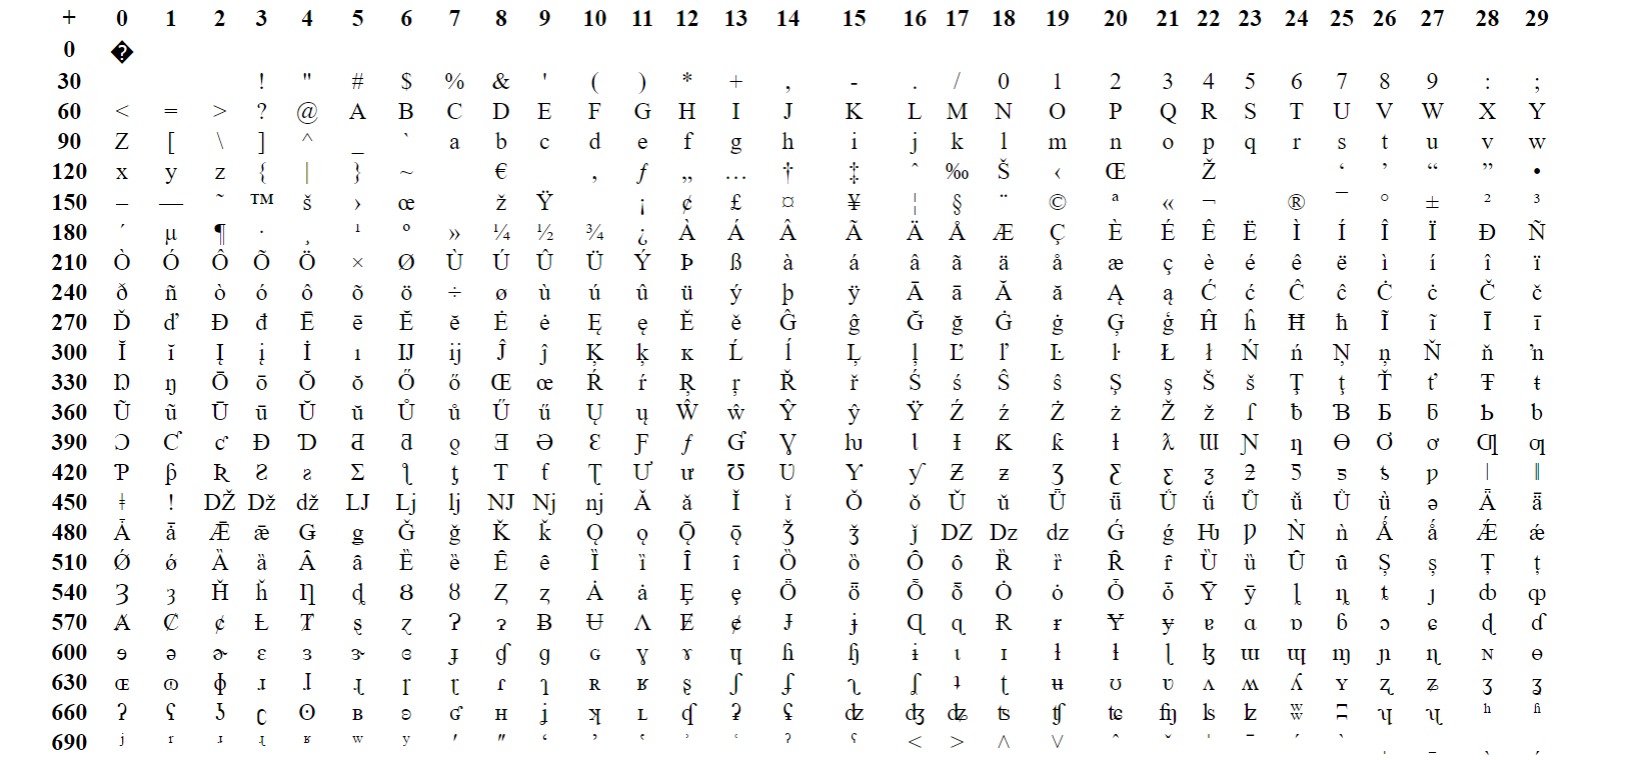 + 0 1 2 3 4 5 6 7 8 9 10 11 12 13 14 15 16 17 18 19 20 21 22 23 24 25 26 27 28 29
0 �
30 ! " # $ % & ' ( ) * + , - . / 0 1 2 3 4 5 6 7 8 9 : ;
60 < = > ? @ A B C D E F G H I J K L M N O P Q R S T U V W X Y
90 Z [ \ ] ^ _ ` a b c d e f g h i j k l m n o p q r s t u v w
120 x y z { | } ~ € ‚ ƒ „ … † ‡ ˆ ‰ Š ‹ Œ Ž ‘ ’ “ ” •
150 – — ˜ ™ š › œ ž Ÿ ¡ ¢ £ ¤ ¥ ¦ § ¨ © ª « ¬ ® ¯ ° ± ² ³
180 ´ µ ¶ · ¸ ¹ º » ¼ ½ ¾ ¿ À Á Â Ã Ä Å Æ Ç È É Ê Ë Ì Í Î Ï Ð Ñ
210 Ò Ó Ô Õ Ö × Ø Ù Ú Û Ü Ý Þ ß à á â ã ä å æ ç è é ê ë ì í î ï
240 ð ñ ò ó ô õ ö ÷ ø ù ú û ü ý þ ÿ Ā ā Ă ă Ą ą Ć ć Ĉ ĉ Ċ ċ Č č
270 Ď ď Đ đ Ē ē Ĕ ĕ Ė ė Ę ę Ě ě Ĝ ĝ Ğ ğ Ġ ġ Ģ ģ Ĥ ĥ Ħ ħ Ĩ ĩ Ī ī
300 Ĭ ĭ Į į İ ı Ĳ ĳ Ĵ ĵ Ķ ķ ĸ Ĺ ĺ Ļ ļ Ľ ľ Ŀ ŀ Ł ł Ń ń Ņ ņ Ň ň ŉ
330 Ŋ ŋ Ō ō Ŏ ŏ Ő ő Œ œ Ŕ ŕ Ŗ ŗ Ř ř Ś ś Ŝ ŝ Ş ş Š š Ţ ţ Ť ť Ŧ ŧ
360 Ũ ũ Ū ū Ŭ ŭ Ů ů Ű ű Ų ų Ŵ ŵ Ŷ ŷ Ÿ Ź ź Ż ż Ž ž ſ ƀ Ɓ Ƃ ƃ Ƅ ƅ
390 Ɔ Ƈ ƈ Ɖ Ɗ Ƌ ƌ ƍ Ǝ Ə Ɛ Ƒ ƒ Ɠ Ɣ ƕ Ɩ Ɨ Ƙ ƙ ƚ ƛ Ɯ Ɲ ƞ Ɵ Ơ ơ Ƣ ƣ
420 Ƥ ƥ Ʀ Ƨ ƨ Ʃ ƪ ƫ Ƭ ƭ Ʈ Ư ư Ʊ Ʋ Ƴ ƴ Ƶ ƶ Ʒ Ƹ ƹ ƺ ƻ Ƽ ƽ ƾ ƿ ǀ ǁ
450 ǂ ǃ Ǆ ǅ ǆ Ǉ ǈ ǉ Ǌ ǋ ǌ Ǎ ǎ Ǐ ǐ Ǒ ǒ Ǔ ǔ Ǖ ǖ Ǘ ǘ Ǚ ǚ Ǜ ǜ ǝ Ǟ ǟ
480 Ǡ ǡ Ǣ ǣ Ǥ ǥ Ǧ ǧ Ǩ ǩ Ǫ ǫ Ǭ ǭ Ǯ ǯ ǰ Ǳ ǲ ǳ Ǵ ǵ Ƕ Ƿ Ǹ ǹ Ǻ ǻ Ǽ ǽ
510 Ǿ ǿ Ȁ ȁ Ȃ ȃ Ȅ ȅ Ȇ ȇ Ȉ ȉ Ȋ ȋ Ȍ ȍ Ȏ ȏ Ȑ ȑ Ȓ ȓ Ȕ ȕ Ȗ ȗ Ș ș Ț ț
540 Ȝ ȝ Ȟ ȟ Ƞ ȡ Ȣ ȣ Ȥ ȥ Ȧ ȧ Ȩ ȩ Ȫ ȫ Ȭ ȭ Ȯ ȯ Ȱ ȱ Ȳ ȳ ȴ ȵ ȶ ȷ ȸ ȹ
570 Ⱥ Ȼ ȼ Ƚ Ⱦ ȿ ɀ Ɂ ɂ Ƀ Ʉ Ʌ Ɇ ɇ Ɉ ɉ Ɋ ɋ Ɍ ɍ Ɏ ɏ ɐ ɑ ɒ ɓ ɔ ɕ ɖ ɗ
600 ɘ ə ɚ ɛ ɜ ɝ ɞ ɟ ɠ ɡ ɢ ɣ ɤ ɥ ɦ ɧ ɨ ɩ ɪ ɫ ɬ ɭ ɮ ɯ ɰ ɱ ɲ ɳ ɴ ɵ
630 ɶ ɷ ɸ ɹ ɺ ɻ ɼ ɽ ɾ ɿ ʀ ʁ ʂ ʃ ʄ ʅ ʆ ʇ ʈ ʉ ʊ ʋ ʌ ʍ ʎ ʏ ʐ ʑ ʒ ʓ
660 ʔ ʕ ʖ ʗ ʘ ʙ ʚ ʛ ʜ ʝ ʞ ʟ ʠ ʡ ʢ ʣ ʤ ʥ ʦ ʧ ʨ ʩ ʪ ʫ ʬ ʭ ʮ ʯ ʰ ʱ
690 ʲ ʳ ʴ ʵ ʶ ʷ ʸ ʹ ʺ ʻ ʼ ʽ ʾ ʿ ˀ ˁ ˂ ˃ ˄ ˅ ˆ ˇ ˈ ˉ ˊ ˋ ˌ ˍ ˎ ˏ